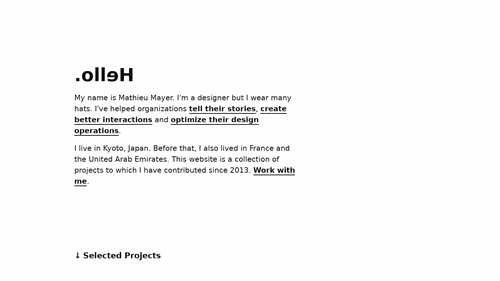 Hello.
My name is Mathieu Mayer. I'm a designer but I wear many
hats. I've helped organizations tell their stories, create
better interactions and optimize their design
operations.
I live in Kyoto, Japan. Before that, I also lived in France and
the United Arab Emirates. This website is a collection of
projects to which I have contributed since 2013. Work with
me.
↓ Selected Projects